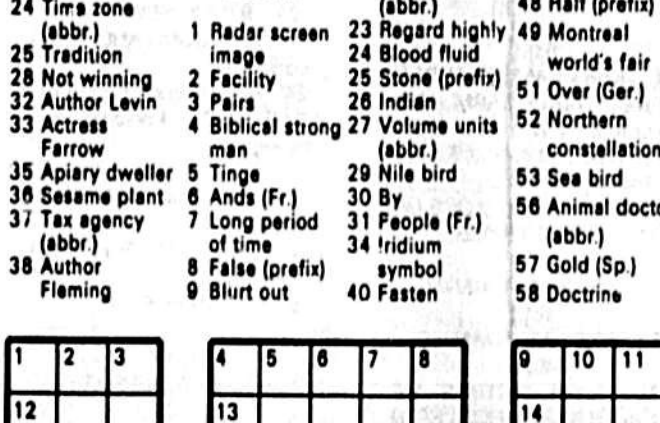 24 Time zone
(abbr.)
25 Tradition
28 Not winning
32 Author Levin
33 Actress
Farrow
35 Apiary dweller
36 Sesame plant
37 Tax agency
(abbr.)
38 Author
Fleming
1 Radar screen
image
2 Facility
3 Pairs
4 Biblical strong
man
5 Tinge
6 Ands (Fr.)
7 Long period
of time
8 False (prefix)
9 Blurt out
(abbr.)
23 Regard highly
24 Blood fluid
25 Stone (prefix)
26 Indian
27 Volume units
(abbr.)
29 Nile bird
30 By
31 People (Fr.)
34 Iridium
symbol
40 Fasten
48 Half (prefix)
49 Montreal
world's fair
51 Over (Ger.)
52 Northern
constellation
53 Sea bird
56 Animal docto
(abbr.)
57 Gold (Sp.)
58 Doctrine
1 2 3 4 5 6 7 8 9 10 11
12 13 14